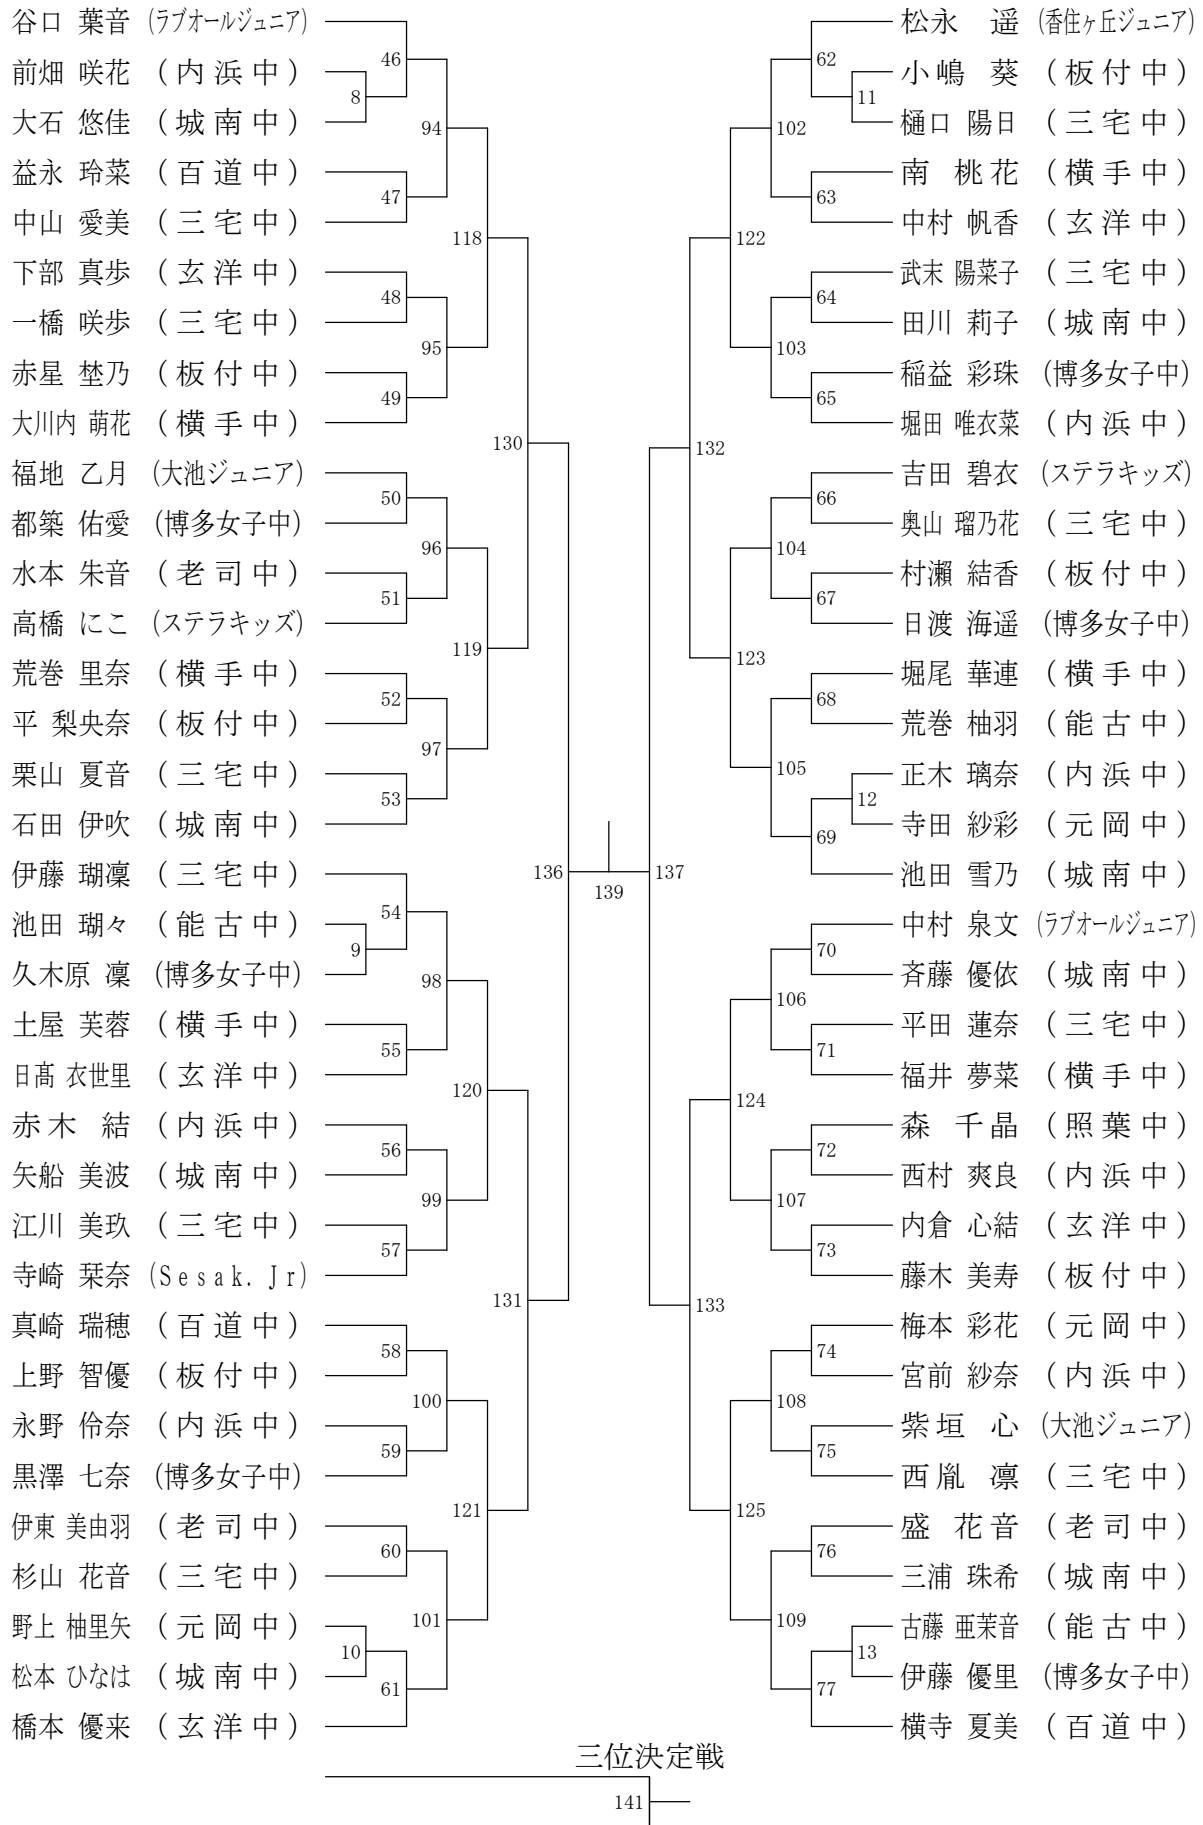 谷口 葉音 (ラブオールジュニア)
前畑 咲花 (内浜中)
大石 悠佳 (城南中)
益永 玲菜 (百道中)
中山 愛美 (三宅中)
下部 真歩 (玄洋中)
一橋 咲歩 (三宅中)
赤星 埜乃 (板付中)
大川内 萌花 (横手中)
福地 乙月 (大池ジュニア)
都築 佑愛 (博多女子中)
水本 朱音 (老司中)
高橋 にこ (ステラキッズ)
荒巻 里奈 (横手中)
平 梨央奈 (板付中)
栗山 夏音 (三宅中)
石田 伊吹 (城南中)
伊藤 瑚凜 (三宅中)
池田 瑚々 (能古中)
久木原 凜 (博多女子中)
土屋 芙蓉 (横手中)
日髙 衣世里 (玄洋中)
赤木 結 (内浜中)
矢船 美波 (城南中)
江川 美玖 (三宅中)
寺崎 栞奈 (Sesak. Jr)
真崎 瑞穂 (百道中)
上野 智優 (板付中)
永野 伶奈 (内浜中)
黒澤 七奈 (博多女子中)
伊東 美由羽 (老司中)
杉山 花音 (三宅中)
野上 柚里矢 (元岡中)
松本 ひなは (城南中)
橋本 優来 (玄洋中)
46
8
94
47
118
48
95
49
130
50
96
51
119
52
97
53
136
54
9
98
55
120
56
99
57
131
58
100
59
121
60
101
10
61
139
松永 遥 (香住ヶ丘ジュニア)
小嶋 葵 (板付中)
樋口 陽日 (三宅中)
南 桃花 (横手中)
中村 帆香 (玄洋中)
武末 陽菜子 (三宅中)
田川 莉子 (城南中)
稲益 彩珠 (博多女子中)
堀田 唯衣菜 (内浜中)
吉田 碧衣 (ステラキッズ)
奥山 瑠乃花 (三宅中)
村瀬 結香 (板付中)
日渡 海遥 (博多女子中)
堀尾 華連 (横手中)
荒巻 柚羽 (能古中)
正木 璃奈 (内浜中)
寺田 紗彩 (元岡中)
池田 雪乃 (城南中)
中村 泉文 (ラブオールジュニア)
斉藤 優依 (城南中)
平田 蓮奈 (三宅中)
福井 夢菜 (横手中)
森 千晶 (照葉中)
西村 爽良 (内浜中)
内倉 心結 (玄洋中)
藤木 美寿 (板付中)
梅本 彩花 (元岡中)
宮前 紗奈 (内浜中)
紫垣 心 (大池ジュニア)
西胤 凛 (三宅中)
盛 花音 (老司中)
三浦 珠希 (城南中)
古藤 亜茉音 (能古中)
伊藤 優里 (博多女子中)
横寺 夏美 (百道中)
62
11
102
63
122
64
103
65
132
66
104
67
123
68
105
12
69
137
70
106
71
124
72
107
73
133
74
108
75
125
76
109
13
77
三位決定戦
141